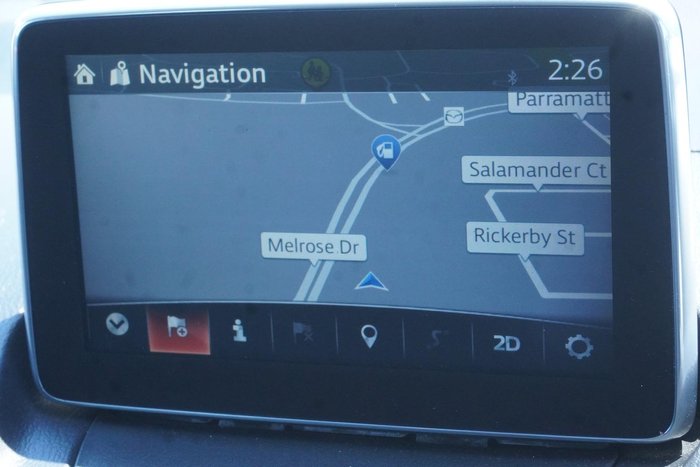 Navigation
2:26
Parramatt
Salamander Ct
Rickerby St
Melrose Dr
2D